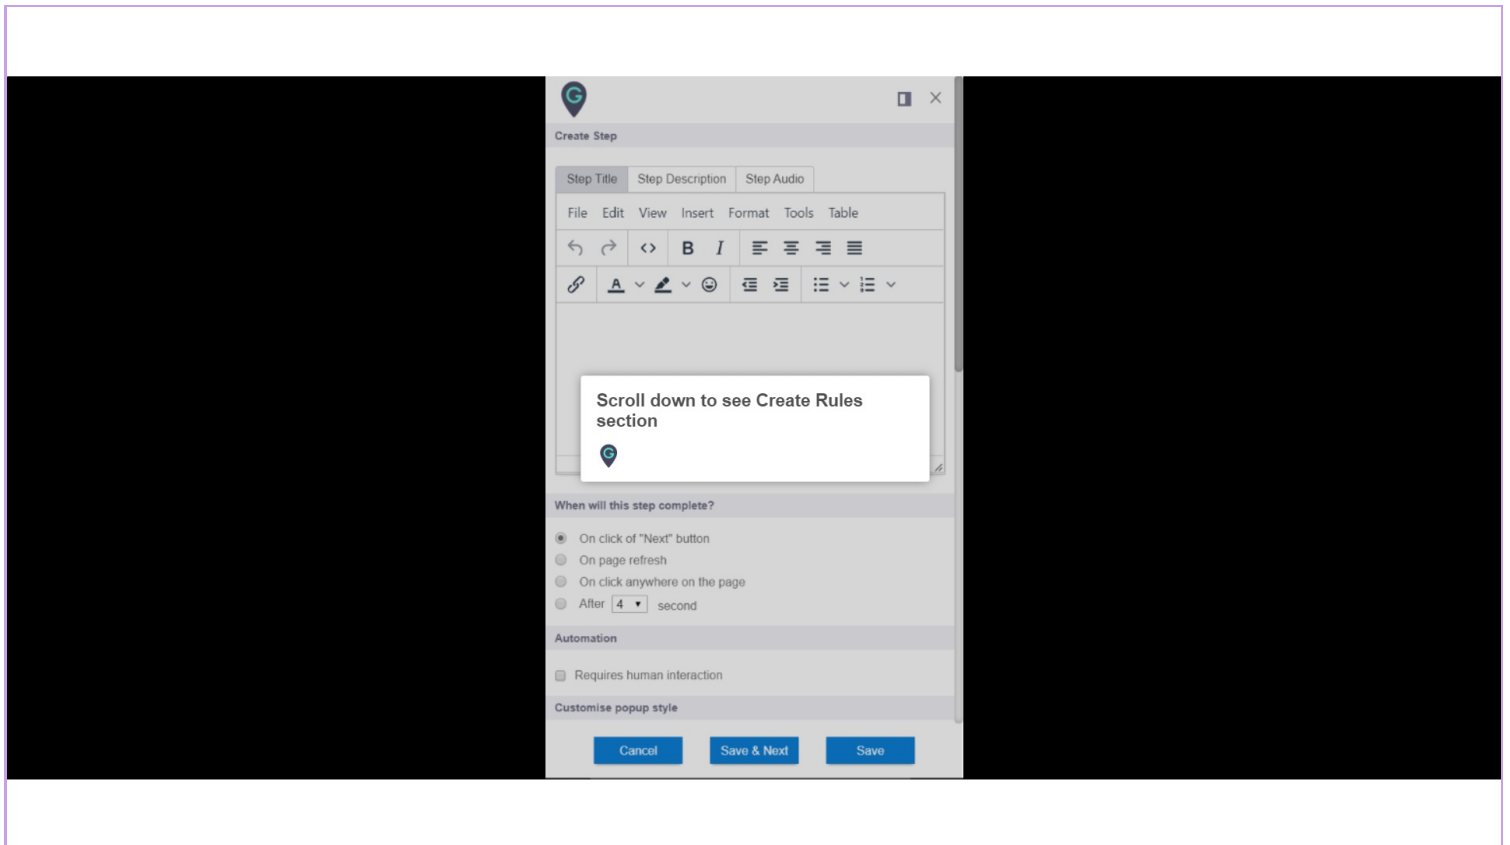 G
Create Step
Step Title Step Description Step Audio
File Edit View Insert Format Tools Table
B I
A
Scroll down to see Create Rules
section
G
When will this step complete?
On click of "Next" button
On page refresh
On click anywhere on the page
After 4 second
Automation
Requires human interaction
Customise popup style
Cancel Save & Next Save